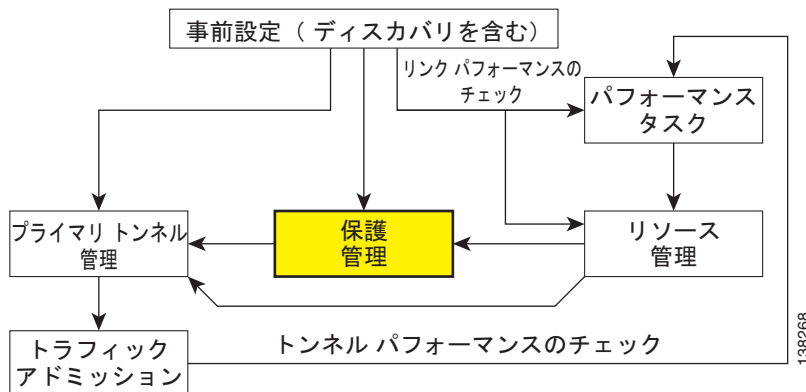 事前設定（ ディスカバリを含む）
リンク パフォーマンスの
チェック
パフォーマンス
タスク
プライマリ トンネル
管理
保護
管理
リソース
管理
トラフィック
アドミッション
トンネル パフォーマンスのチェック
138268